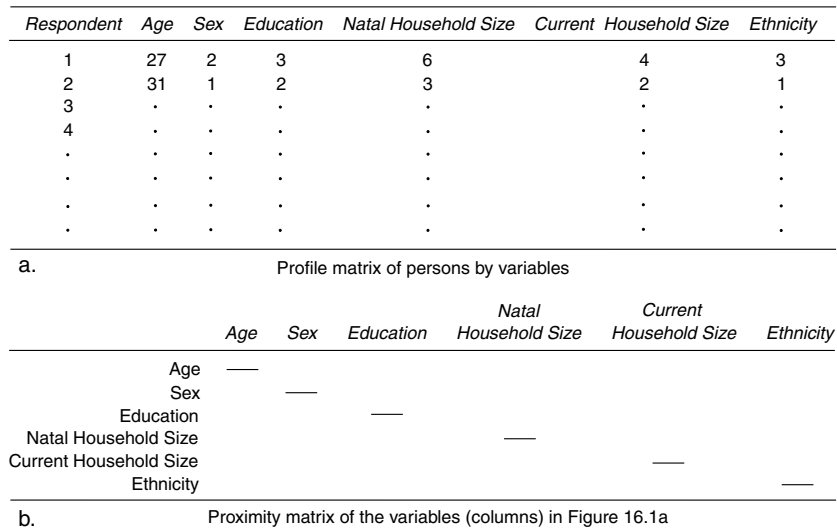 Respondent Age Sex Education Natal Household Size Current Household Size Ethnicity
1 27 2 3 6 4 3
2 31 1 2 3 2 1
3 . . . . . .
4 . . . . . .
. . . . . . .
. . . . . . .
. . . . . . .
. . . . . . .
a. Profile matrix of persons by variables
Natal Current
Age Sex Education Household Size Household Size Ethnicity
Age
Sex
Education
Natal Household Size
Current Household Size
Ethnicity
b. Proximity matrix of the variables (columns) in Figure 16.1a